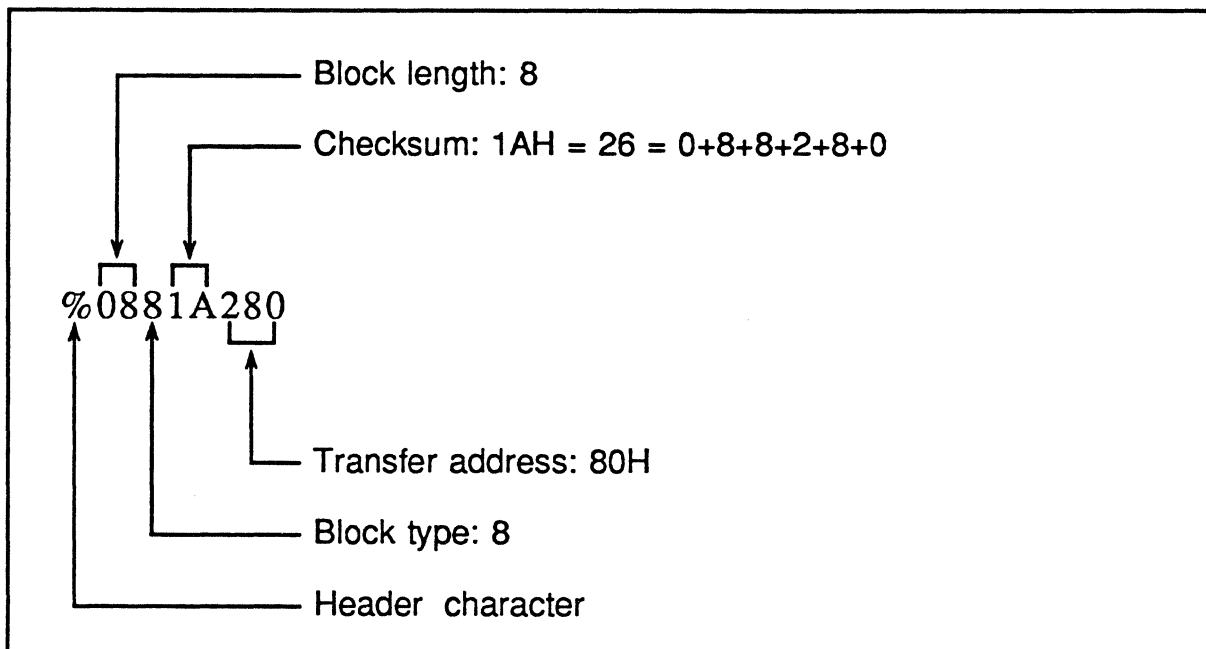 Block length: 8
Checksum: 1AH = 26 = 0+8+8+2+8+0
%0881A280
Transfer address: 80H
Block type: 8
Header character